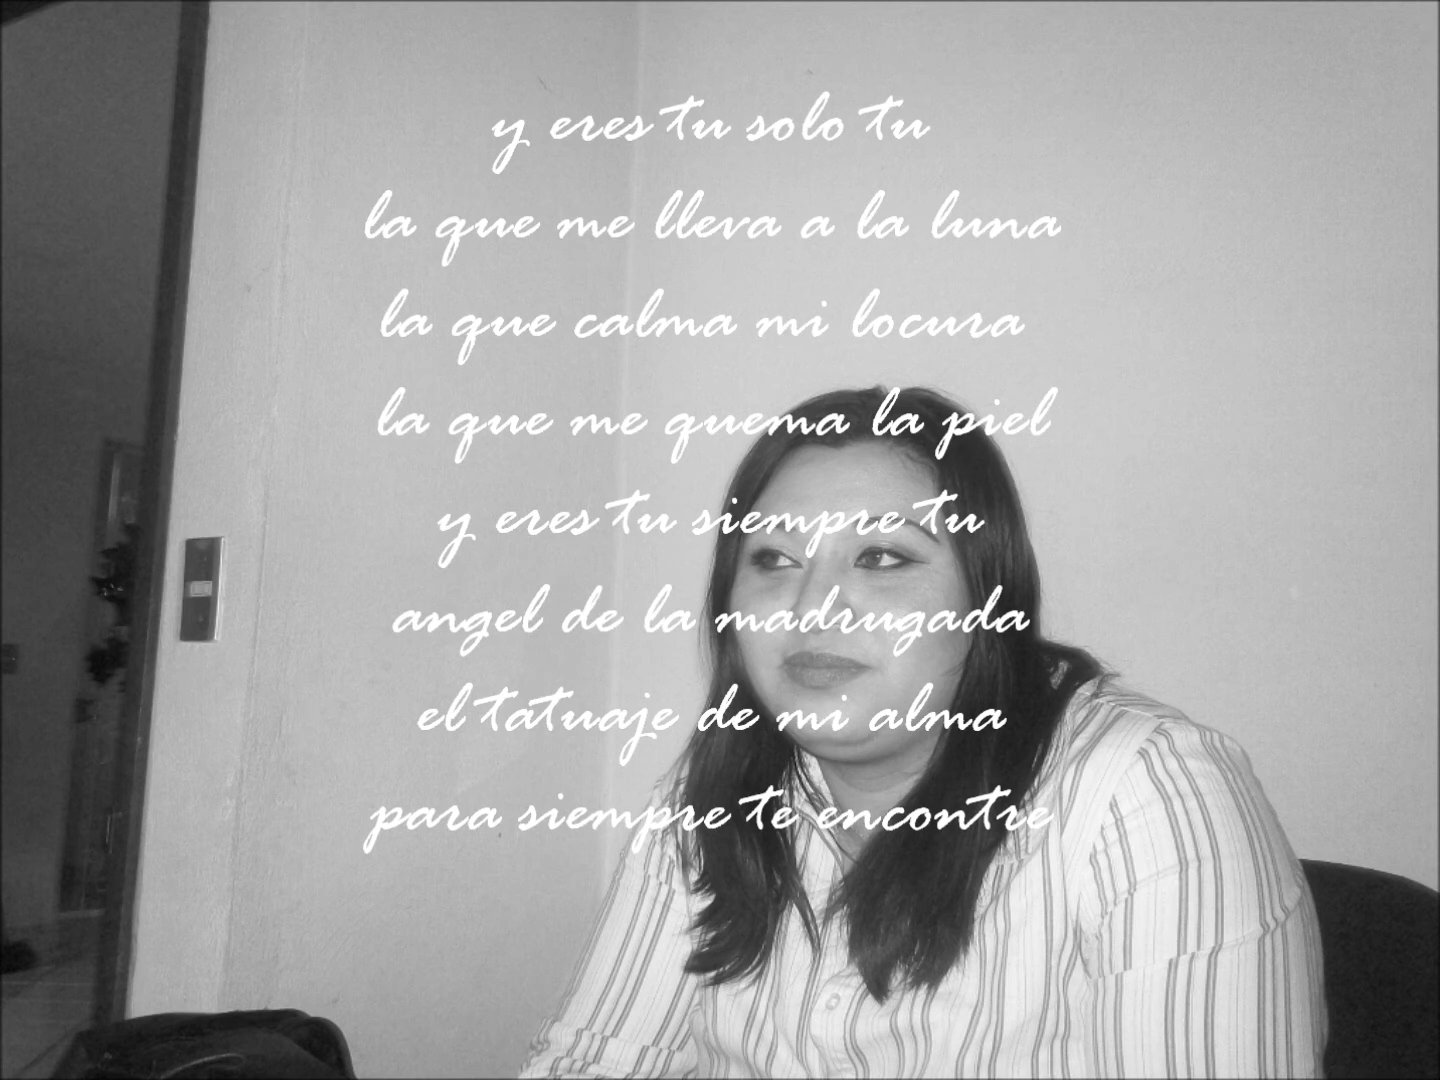 y eres tu solo tu
la que me lleva a la luna
la que calma mi locura
la que me quema la piel
y eres tu siempre tu
angel de la madrugada
el tatuaje de mi alma
para siempre te encontre